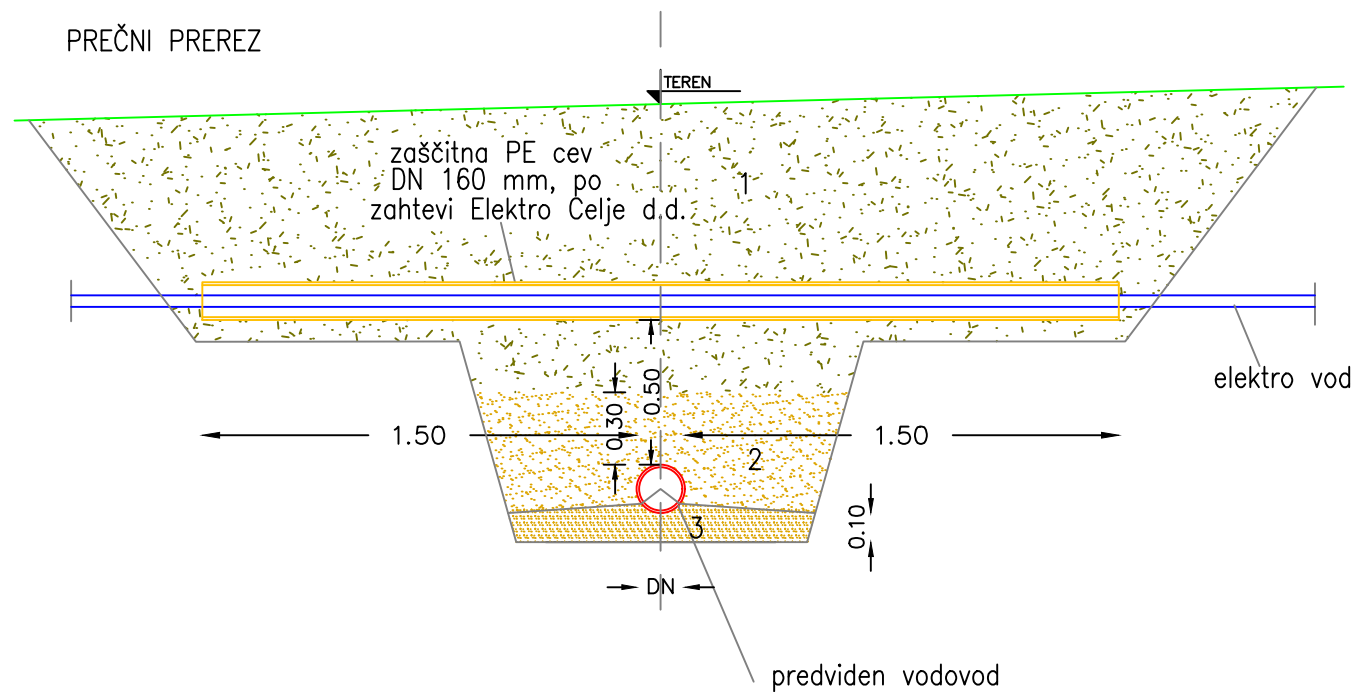 PREČNI PREREZ
TEREN
zaščitna PE cev
DN 160 mm, po
zahtevi Elektro Celje d.d.
1
elektro vod
0.50
0.30
1.50
1.50
2
3
0.10
DN
predviden vodovod